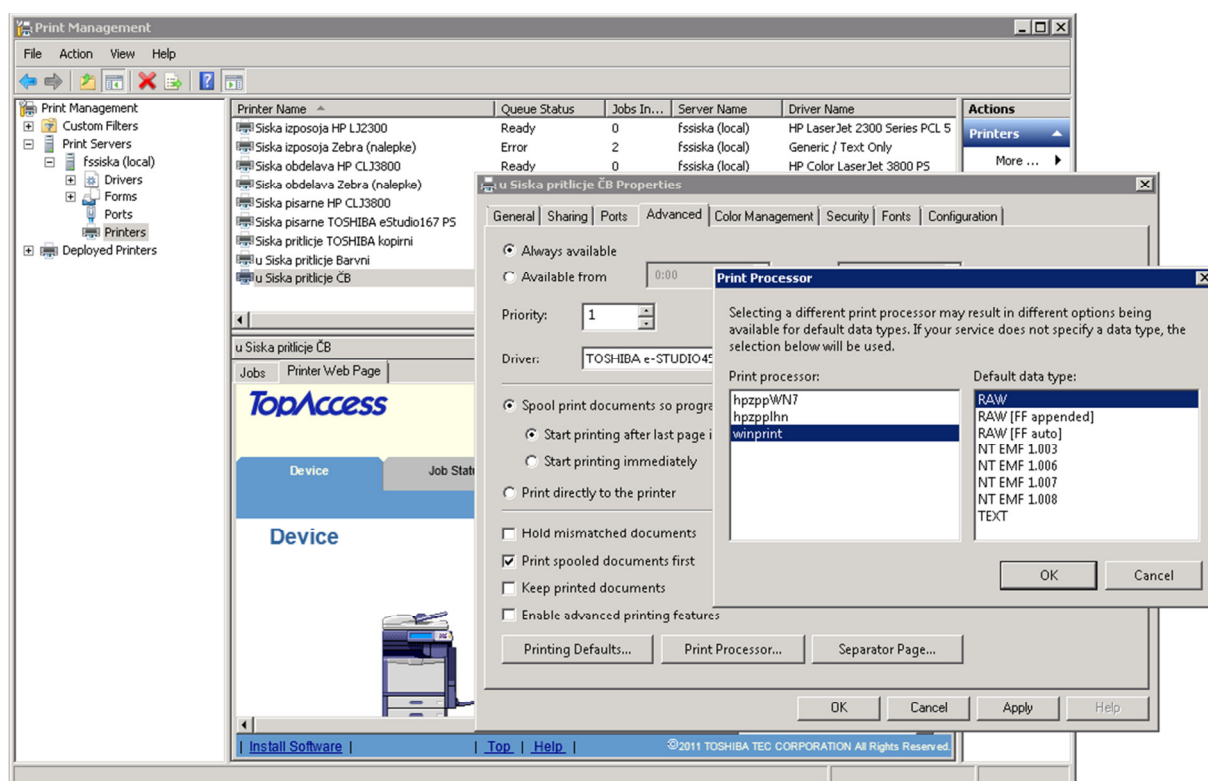 Print Management
File Action View Help
Print Management
Custom Filters
Print Servers
fssiska (local)
Drivers
Forms
Ports
Printers
Deployed Printers
Printer Name Queue Status Jobs In... Server Name Driver Name
Siska izposoja HP LJ2300 Ready 0 fssiska (local) HP LaserJet 2300 Series PCL 5
Siska izposoja Zebra (nalepke) Error 2 fssiska (local) Generic / Text Only
Siska obdelava HP CLJ3800 Ready 0 fssiska (local) HP Color LaserJet 3800 PS
Siska obdelava Zebra (nalepke)
Siska pisarne HP CLJ3800
Siska pisarne TOSHIBA eStudio167 PS
Siska pritlicje TOSHIBA kopirni
u Siska pritlicje Barvni
u Siska pritlicje ČB
Actions
Printers
More ...
u Siska pritlicje ČB
Jobs Printer Web Page
TopAccess
Device Job Stat
Device
Install Software | | Top | Help |
©2011 TOSHIBA TEC CORPORATION All Rights Reserved.
u Siska pritlicje ČB Properties
General Sharing Ports Advanced Color Management Security Fonts Configuration
Always available
Available from 0:00
Priority: 1
Driver: TOSHIBA e-STUDIO45
Spool print documents so progra
Start printing after last page i
Start printing immediately
Print directly to the printer
Hold mismatched documents
Print spooled documents first
Keep printed documents
Enable advanced printing features
Printing Defaults... Print Processor... Separator Page...
OK Cancel Apply Help
Print Processor
Selecting a different print processor may result in different options being
available for default data types. If your service does not specify a data type, the
selection below will be used.
Print processor:
hpzppWN7
hpzpplhn
winprint
Default data type:
RAW
RAW [FF appended]
RAW [FF auto]
NT EMF 1.003
NT EMF 1.006
NT EMF 1.007
NT EMF 1.008
TEXT
OK Cancel